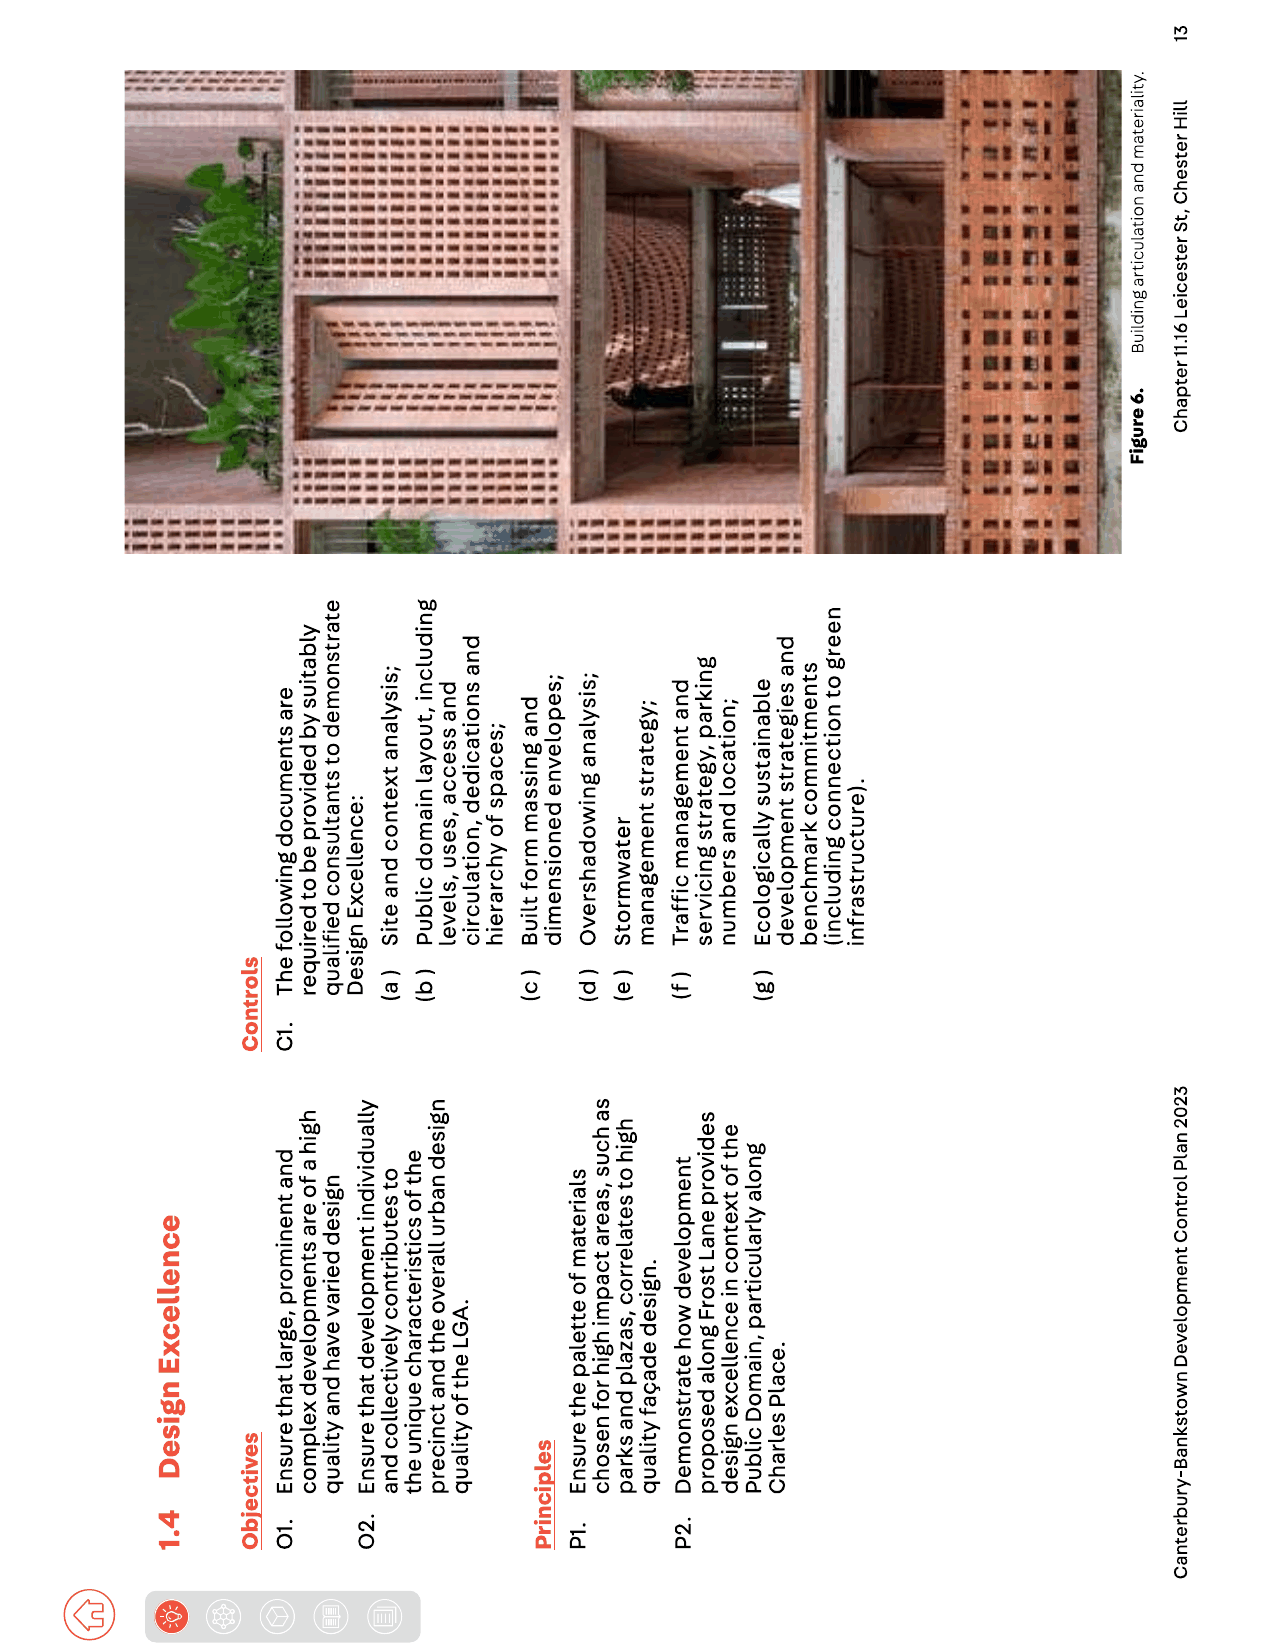 1.4 Design Excellence
Objectives
O1. Ensure that large, prominent and
complex developments are of a high
quality and have varied design
O2. Ensure that development individually
and collectively contributes to
the unique characteristics of the
precinct and the overall urban design
quality of the LGA.
Principles
P1. Ensure the palette of materials
chosen for high impact areas, such as
parks and plazas, correlates to high
quality façade design.
P2. Demonstrate how development
proposed along Frost Lane provides
design excellence in context of the
Public Domain, particularly along
Charles Place.
Controls
C1. The following documents are
required to be provided by suitably
qualified consultants to demonstrate
Design Excellence:
(a) Site and context analysis;
(b) Public domain layout, including
levels, uses, access and
circulation, dedications and
hierarchy of spaces;
(c) Built form massing and
dimensioned envelopes;
(d) Overshadowing analysis;
(e) Stormwater
management strategy;
(f) Traffic management and
servicing strategy, parking
numbers and location;
(g) Ecologically sustainable
development strategies and
benchmark commitments
(including connection to green
infrastructure).
Figure 6. Building articulation and materiality.
Canterbury-Bankstown Development Control Plan 2023
Chapter 11.16 Leicester St, Chester Hill 13